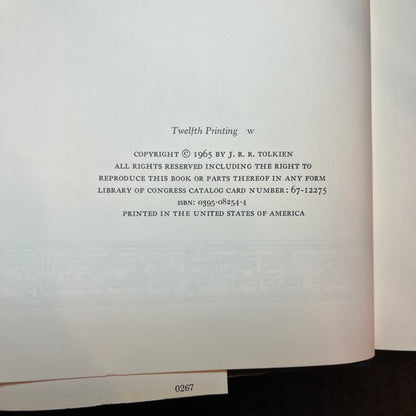 Twelfth Printing W
COPYRIGHT © 1965 BY J. R. R. TOLKIEN
ALL RIGHTS RESERVED INCLUDING THE RIGHT TO
REPRODUCE THIS BOOK OR PARTS THEREOF IN ANY FORM
LIBRARY OF CONGRESS CATALOG CARD NUMBER: 67-12275
ISBN: 0395-08254-4
PRINTED IN THE UNITED STATES OF AMERICA
0267